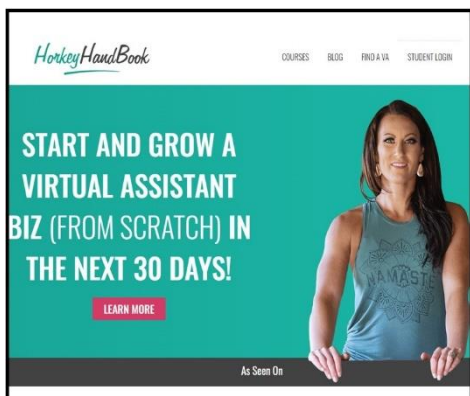 HorkeyHandBook
COURSES BLOG FIND A VA STUDENT LOGIN
START AND GROW A
VIRTUAL ASSISTANT
BIZ (FROM SCRATCH) IN
THE NEXT 30 DAYS!
LEARN MORE
NAMASTE
As Seen On